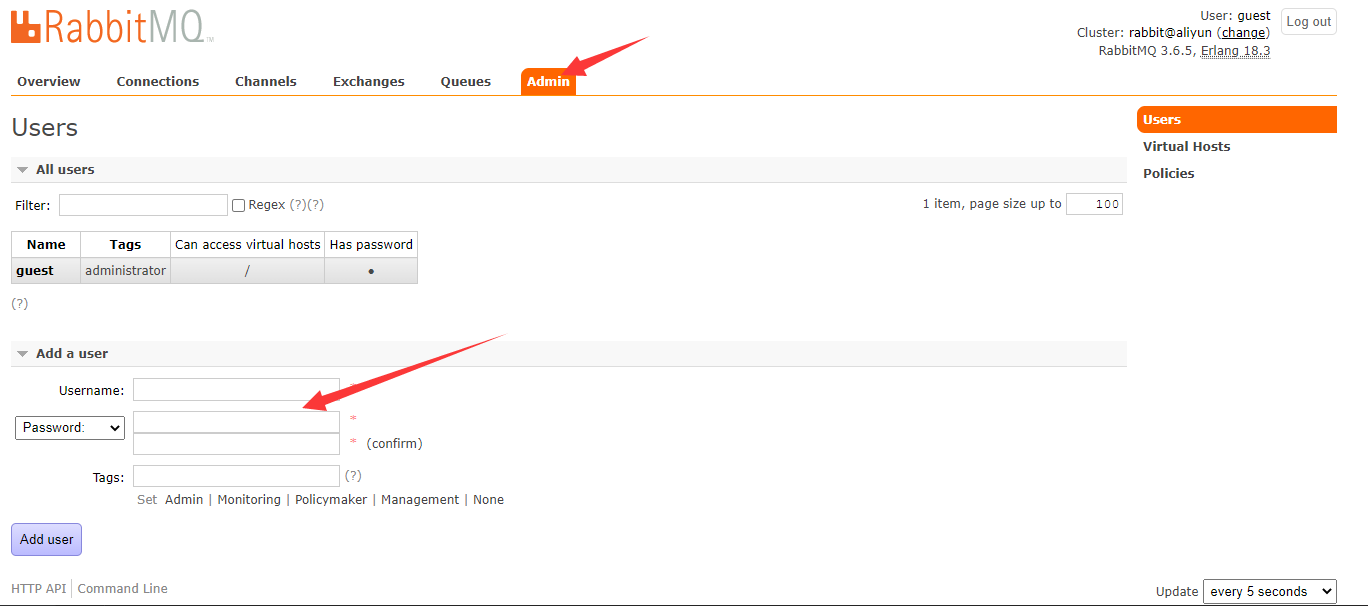 RabbitMQ™
User: guest
Log out
Cluster: rabbit@aliyun (change)
RabbitMQ 3.6.5, Erlang 18.3
Overview Connections Channels Exchanges Queues Admin
Users
Users
Virtual Hosts
Policies
All users
Filter: Regex (?)(?)
1 item, page size up to 100
Name Tags Can access virtual hosts Has password
guest administrator / ●
(?)
Add a user
Username: *
Password: *
* (confirm)
Tags: (?)
Set Admin | Monitoring | Policymaker | Management | None
Add user
HTTP API Command Line
Update every 5 seconds